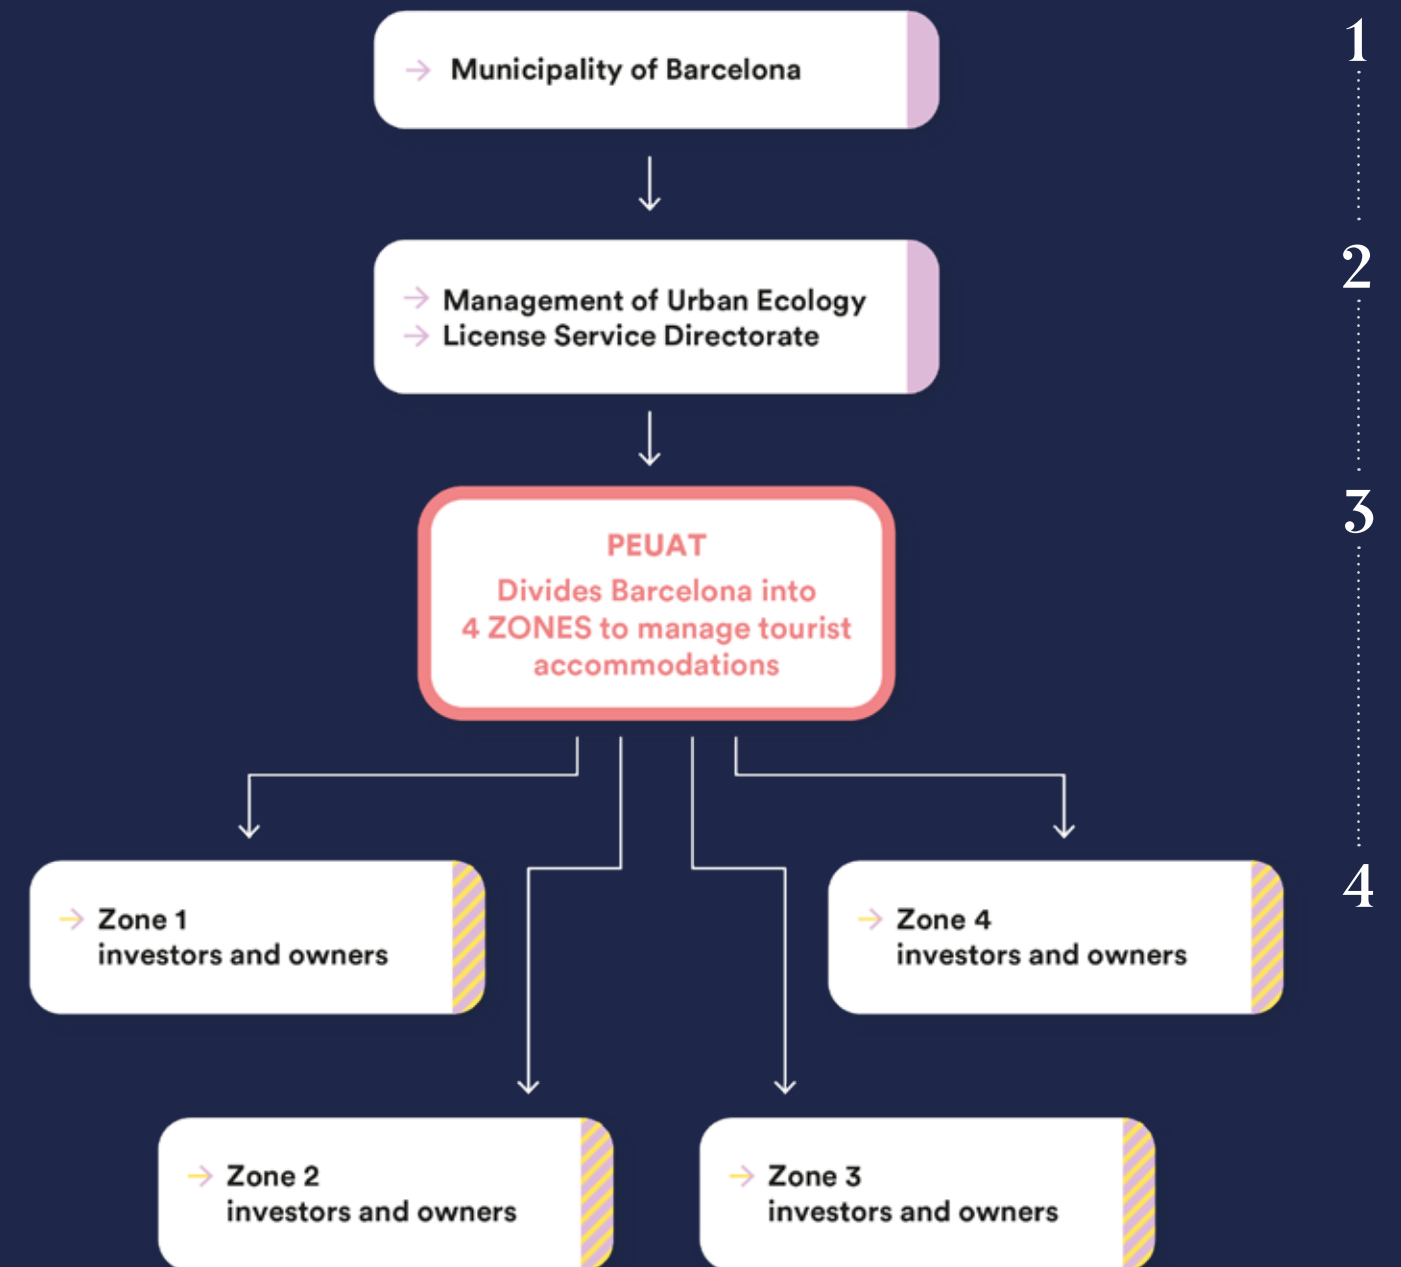 Municipality of Barcelona
1
Management of Urban Ecology
License Service Directorate
2
PEUAT
Divides Barcelona into
4 ZONES to manage tourist
accommodations
3
Zone 1
investors and owners
Zone 4
investors and owners
4
Zone 2
investors and owners
Zone 3
investors and owners